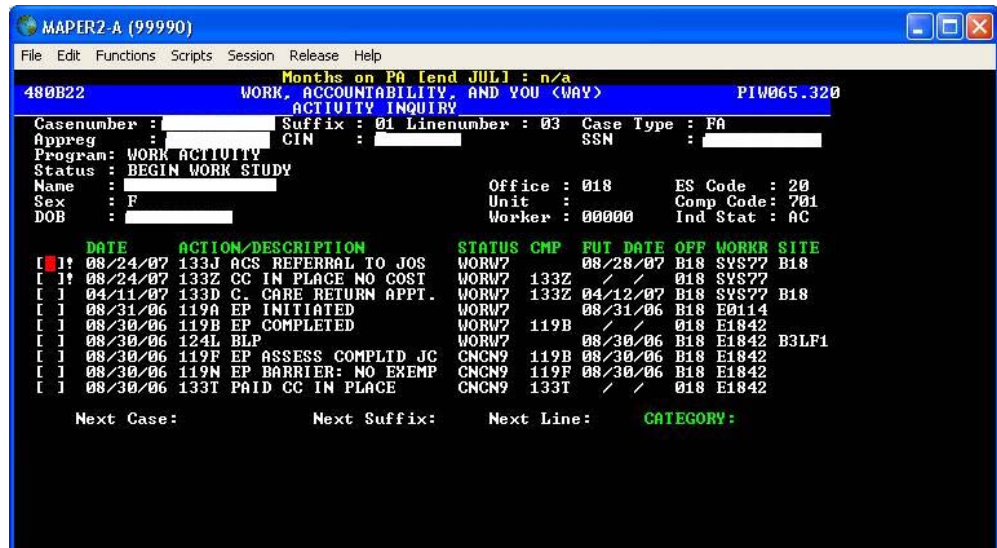 MAPER2-A (99990)
File Edit Functions Scripts Session Release Help
Months on PA [end JUL] : n/a
480B22 WORK, ACCOUNTABILITY, AND YOU (WAY) PIW065.320
ACTIVITY INQUIRY
Casenumber : Suffix : 01 Linenumber : 03 Case Type : FA
Appreg : CIN : SSN :
Program: WORK ACTIVITY
Status : BEGIN WORK STUDY
Name : Office : 018 ES Code : 20
Sex : F Unit : Comp Code: 701
DOB : Worker : 00000 Ind Stat : AC
DATE ACTION/DESCRIPTION STATUS CMP FUT DATE OFF WORKR SITE
[ ]! 08/24/07 133J ACS REFERRAL TO JOS WORW7 08/28/07 B18 SYS77 B18
[ ]! 08/24/07 133Z CC IN PLACE NO COST WORW7 133Z / / 018 SYS77
[ ] 04/11/07 133D C. CARE RETURN APPT. WORW7 133Z 04/12/07 B18 SYS77 B18
[ ] 08/31/06 119A EP INITIATED WORW7 08/31/06 B18 E0114
[ ] 08/30/06 119B EP COMPLETED WORW7 119B / / 018 E1842
[ ] 08/30/06 124L BLP WORW7 08/30/06 B18 E1842 B3LF1
[ ] 08/30/06 119F EP ASSESS COMPLTD JC CNCN9 119B 08/30/06 B18 E1842
[ ] 08/30/06 119N EP BARRIER: NO EXEMP CNCN9 119F 08/30/06 B18 E1842
[ ] 08/30/06 133T PAID CC IN PLACE CNCN9 133T / / 018 E1842
Next Case: Next Suffix: Next Line: CATEGORY: